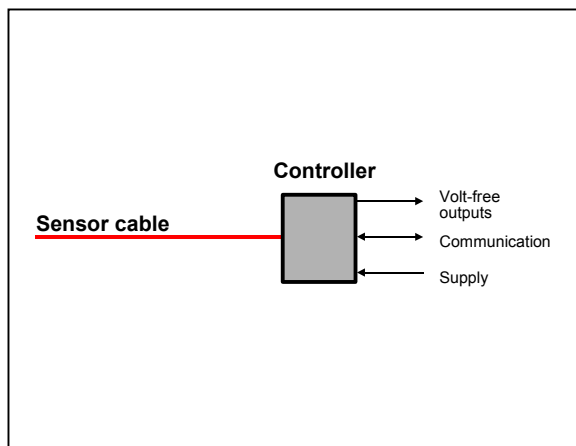 Controller
Sensor cable
Volt-free
outputs
Communication
Supply